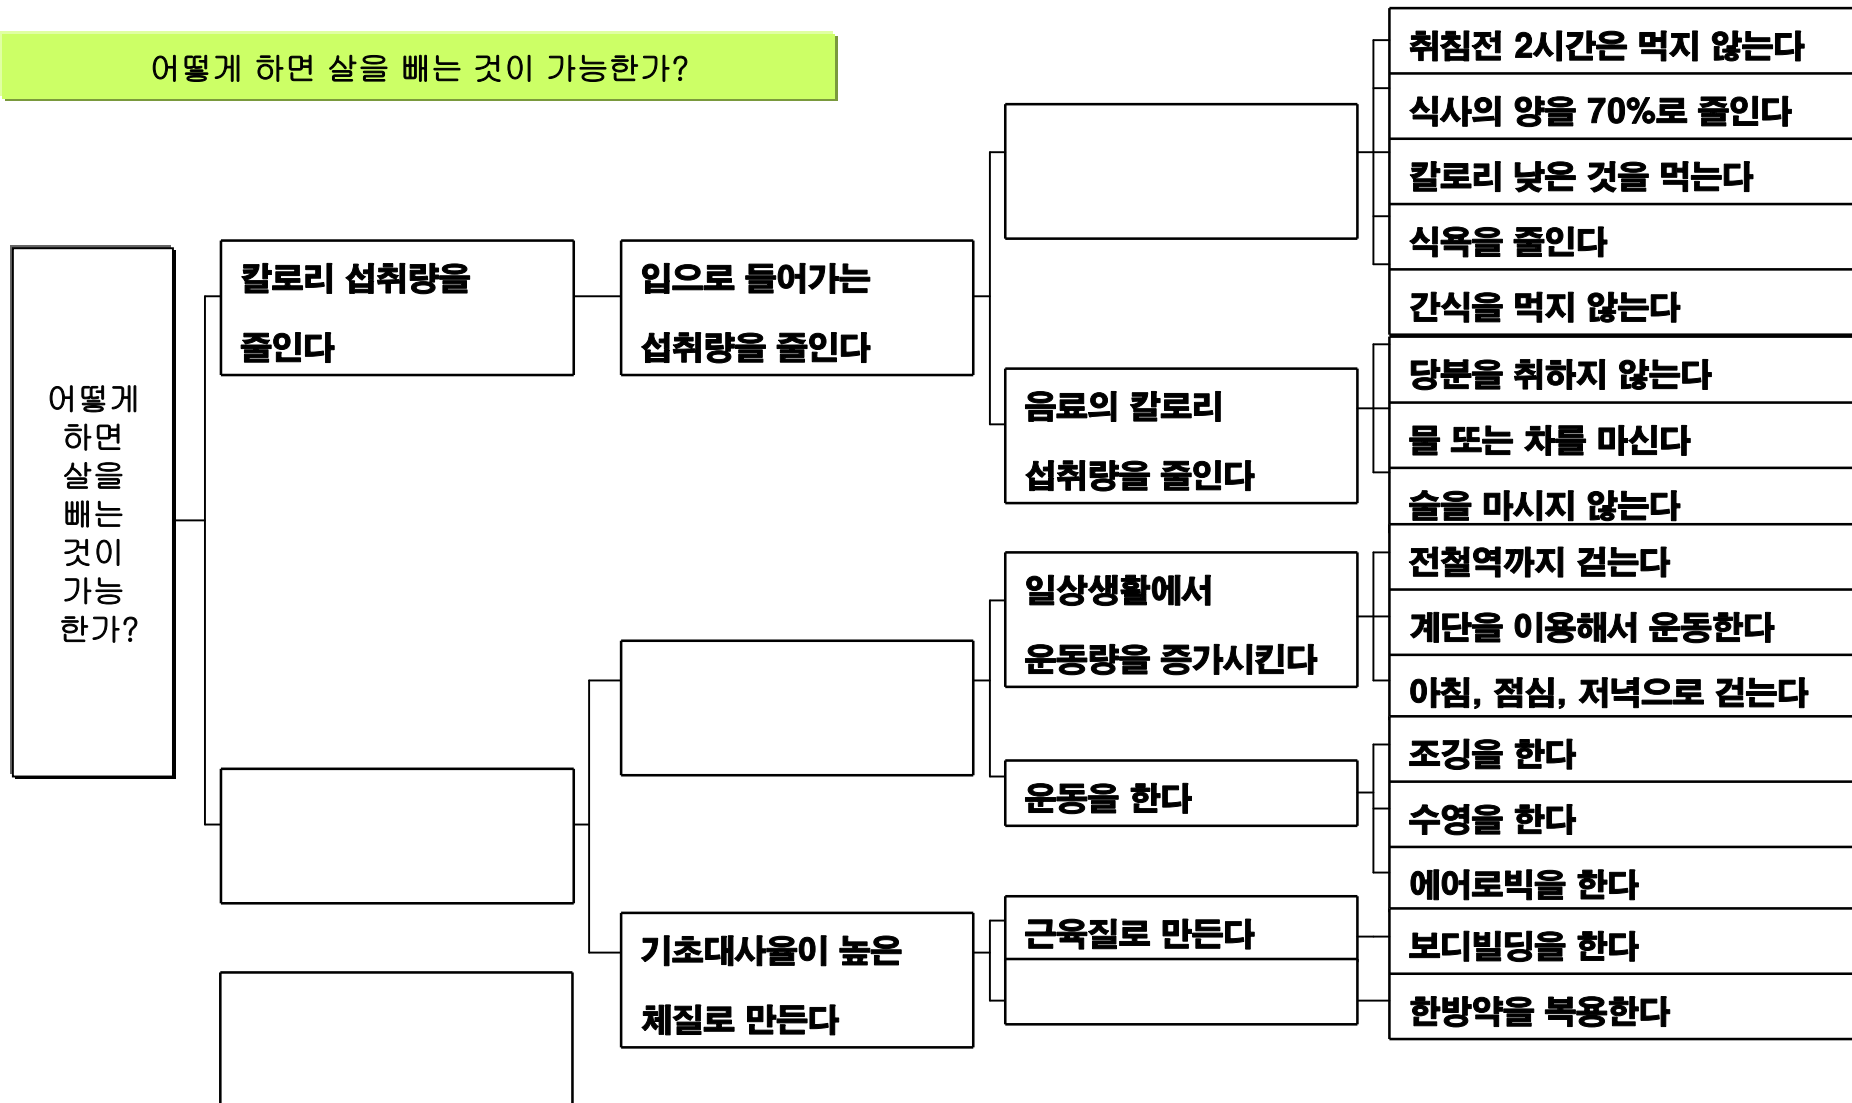 어떻게 하면 살을 빼는 것이 가능한가?
어떻게
하면
살을
빼는
것이
가능
한가?
칼로리 섭취량을
줄인다
입으로 들어가는
섭취량을 줄인다
음료의 칼로리
섭취량을 줄인다
일상생활에서
운동량을 증가시킨다
운동을 한다
기초대사율이 높은
체질로 만든다
근육질로 만든다
취침전 2시간은 먹지 않는다
식사의 양을 70%로 줄인다
칼로리 낮은 것을 먹는다
식욕을 줄인다
간식을 먹지 않는다
당분을 취하지 않는다
물 또는 차를 마신다
술을 마시지 않는다
전철역까지 걷는다
계단을 이용해서 운동한다
아침, 점심, 저녁으로 걷는다
조깅을 한다
수영을 한다
에어로빅을 한다
보디빌딩을 한다
한방약을 복용한다